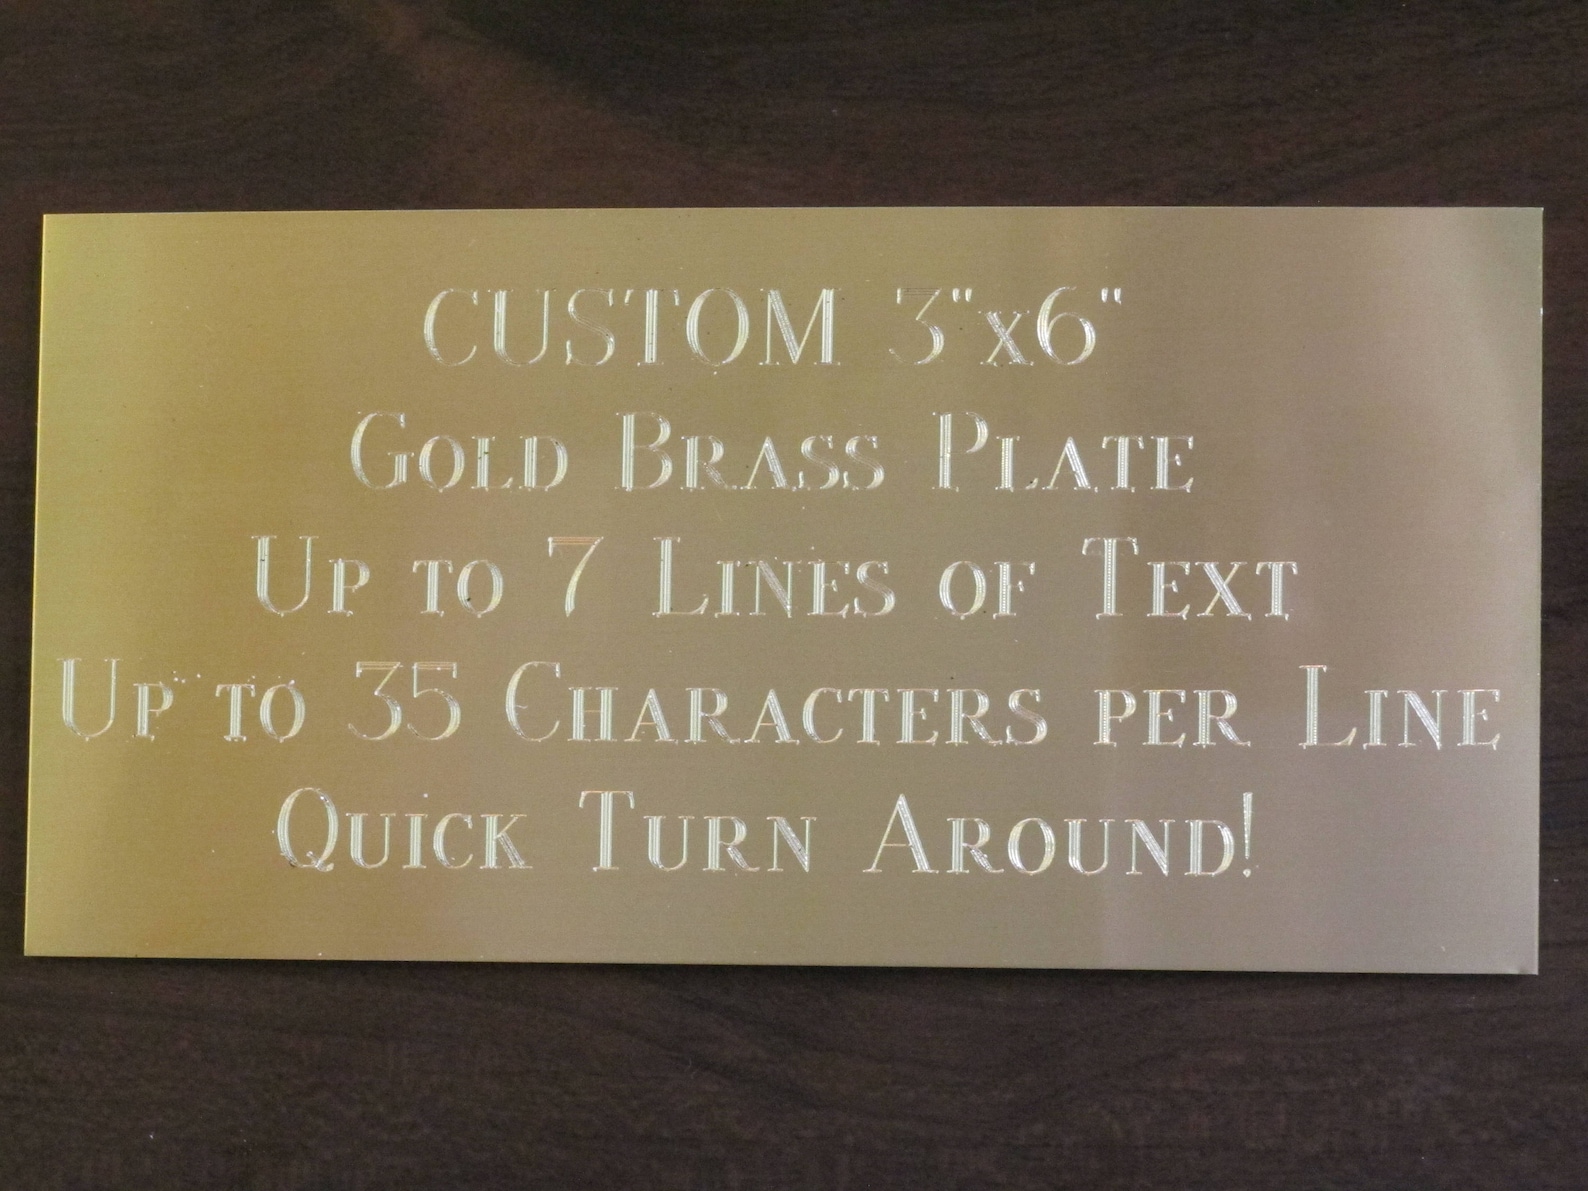 CUSTOM 3"x6"
Gold Brass Plate
Up to 7 Lines of Text
Up to 35 Characters per Line
Quick Turn Around!